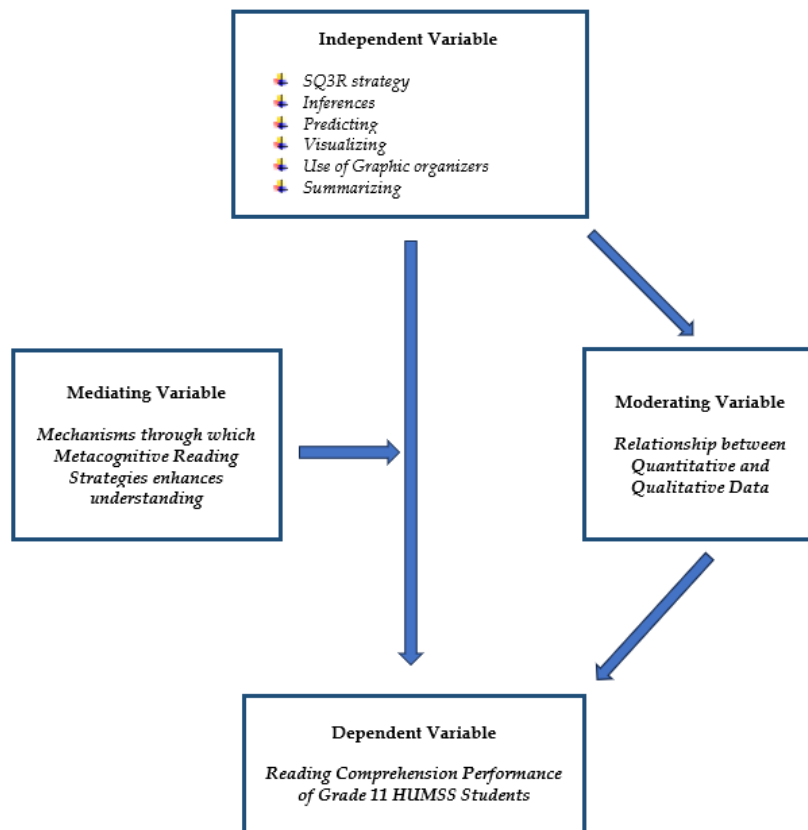 Independent Variable
SQ3R strategy
Inferences
Predicting
Visualizing
Use of Graphic organizers
Summarizing
Mediating Variable
Mechanisms through which
Metacognitive Reading
Strategies enhances
understanding
Moderating Variable
Relationship between
Quantitative and
Qualitative Data
Dependent Variable
Reading Comprehension Performance
of Grade 11 HUMSS Students